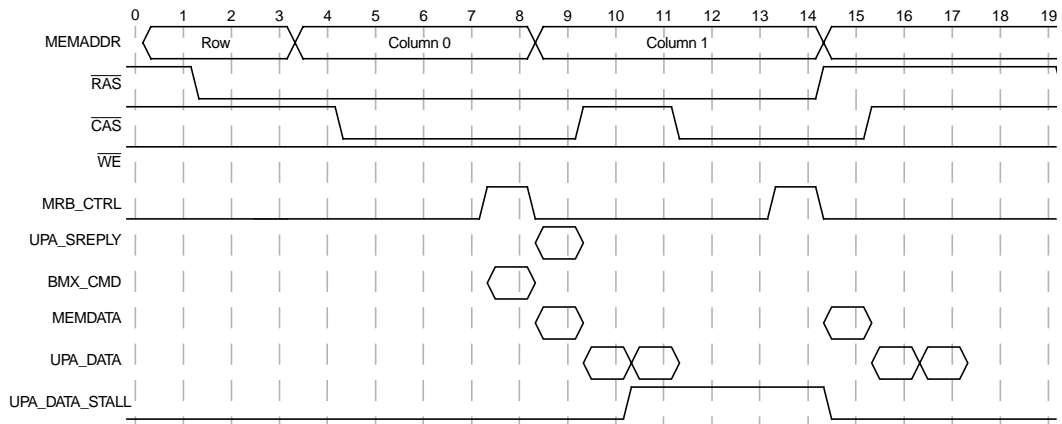 0 1 2 3 4 5 6 7 8 9 10 11 12 13 14 15 16 17 18 19
MEMADDR Row Column 0 Column 1
RAS
CAS
WE
MRB_CTRL
UPA_SREPLY
BMX_CMD
MEMDATA
UPA_DATA
UPA_DATA_STALL